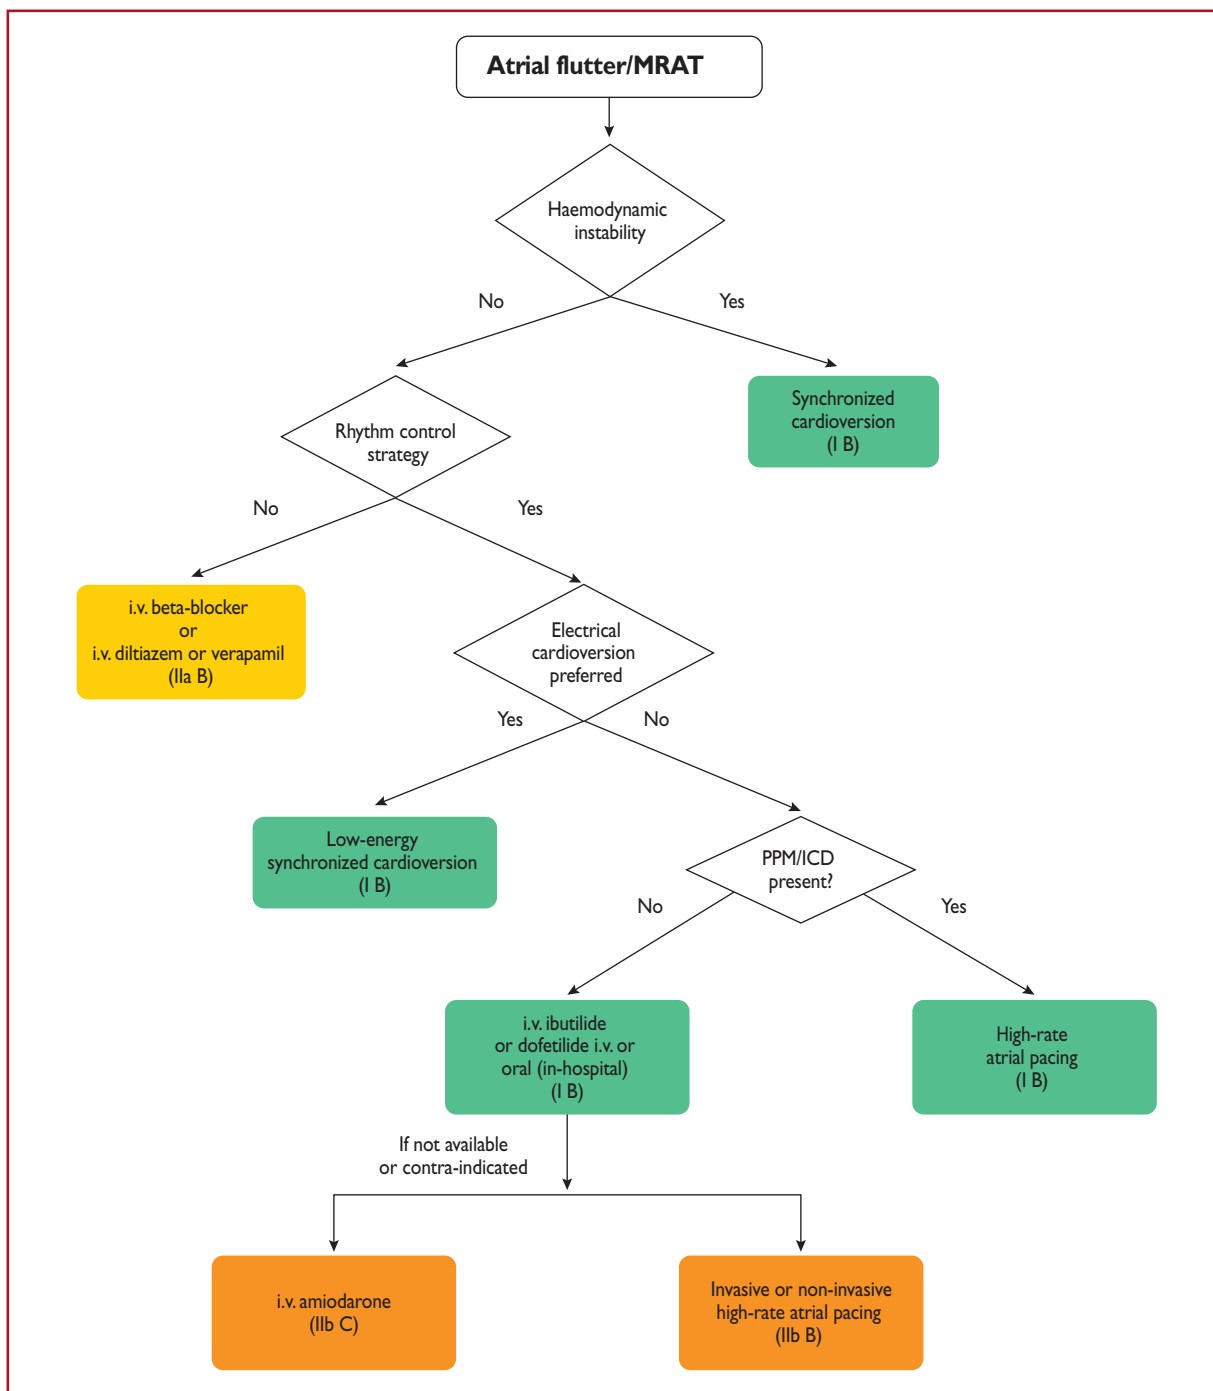 Atrial flutter/MRAT
Haemodynamic
instability
No
Yes
Synchronized
cardioversion
(I B)
Rhythm control
strategy
No
Yes
i.v. beta-blocker
or
i.v. diltiazem or verapamil
(IIa B)
Electrical
cardioversion
preferred
Yes
No
Low-energy
synchronized cardioversion
(I B)
PPM/ICD
present?
No
Yes
i.v. ibutilide
or dofetilide i.v. or
oral (in-hospital)
(I B)
High-rate
atrial pacing
(I B)
If not available
or contra-indicated
i.v. amiodarone
(IIb C)
Invasive or non-invasive
high-rate atrial pacing
(IIb B)